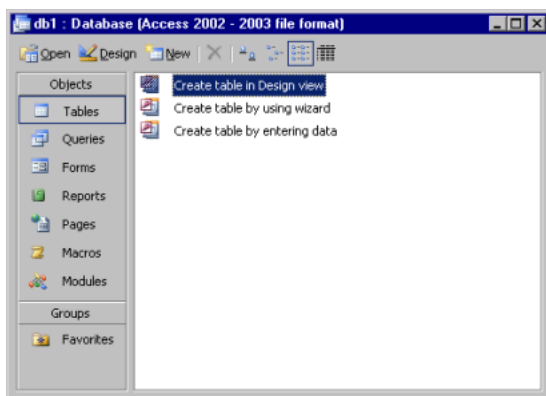 db1 : Database (Access 2002 - 2003 file format)
Open Design New
Objects
Tables
Queries
Forms
Reports
Pages
Macros
Modules
Groups
Favorites
Create table in Design view
Create table by using wizard
Create table by entering data